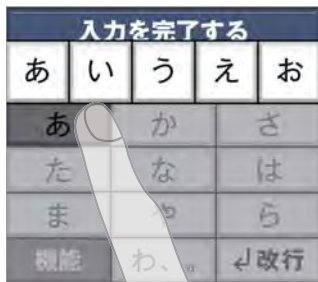 入力を完了する
あ い う え お
あ か さ
た な は
ま や ら
機能 わ、。 ↲改行